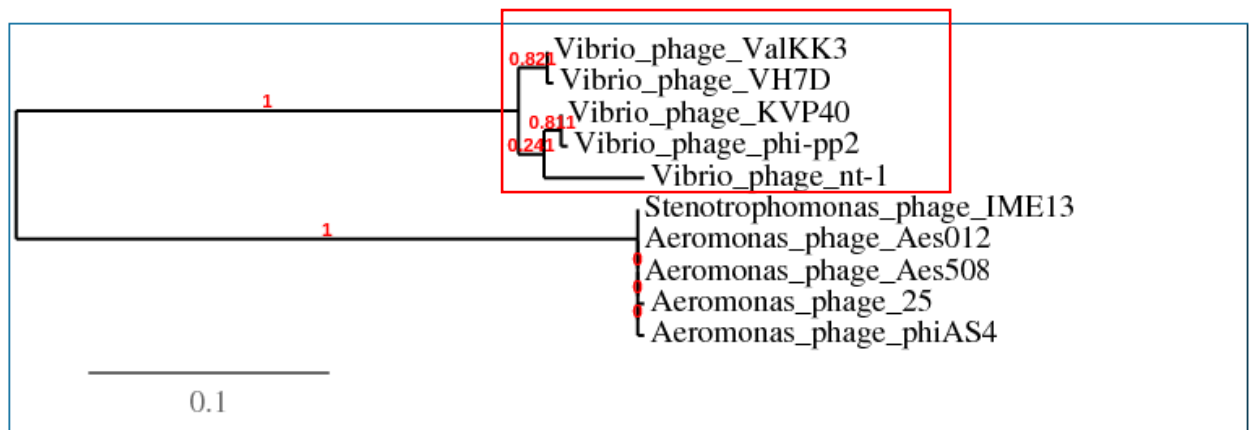 0.821
Vibrio_phage_ValKK3
Vibrio_phage_VH7D
1
Vibrio_phage_KVP40
0.811
Vibrio_phage_phi-pp2
0.241
Vibrio_phage_nt-1
Stenotrophomonas_phage_IME13
1
Aeromonas_phage_Aes012
0
Aeromonas_phage_Aes508
0
Aeromonas_phage_25
0
Aeromonas_phage_phiAS4
0.1